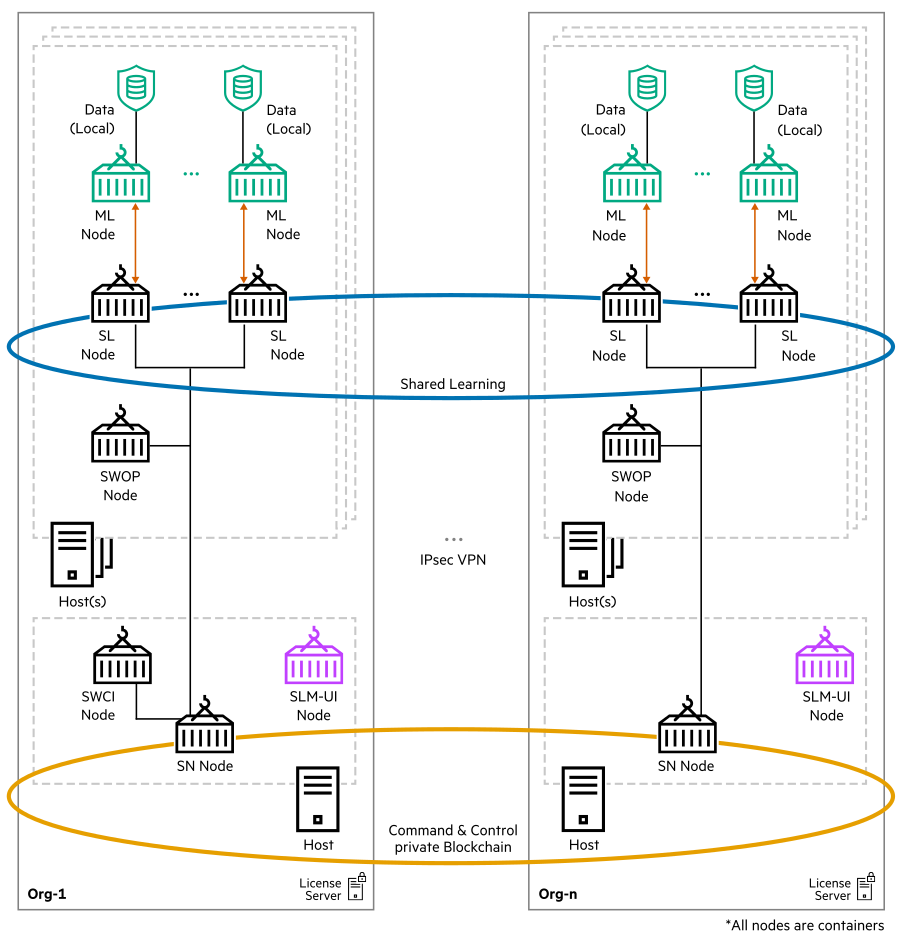 Data
(Local)
Data
(Local)
Data
(Local)
Data
(Local)
...
...
ML
Node
ML
Node
ML
Node
ML
Node
...
...
SL
Node
SL
Node
SL
Node
SL
Node
Shared Learning
SWOP
Node
SWOP
Node
...
IPsec VPN
Host(s)
Host(s)
SWCI
Node
SLM-UI
Node
SLM-UI
Node
SN Node
SN Node
Command & Control
private Blockchain
Host
Host
Org-1
License
Server
Org-n
License
Server
*All nodes are containers